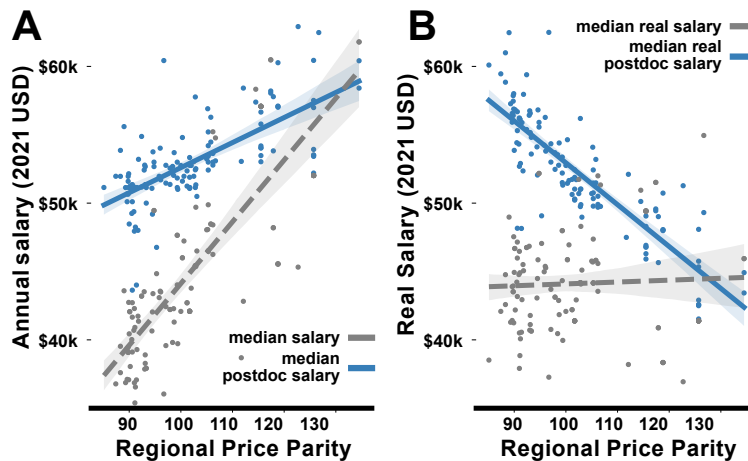 A
Annual salary (2021 USD)
$60k
$50k
$40k
median salary
median
postdoc salary
90 100 110 120 130
Regional Price Parity
B
Real Salary (2021 USD)
$60k
$50k
$40k
median real salary
median real
postdoc salary
90 100 110 120 130
Regional Price Parity